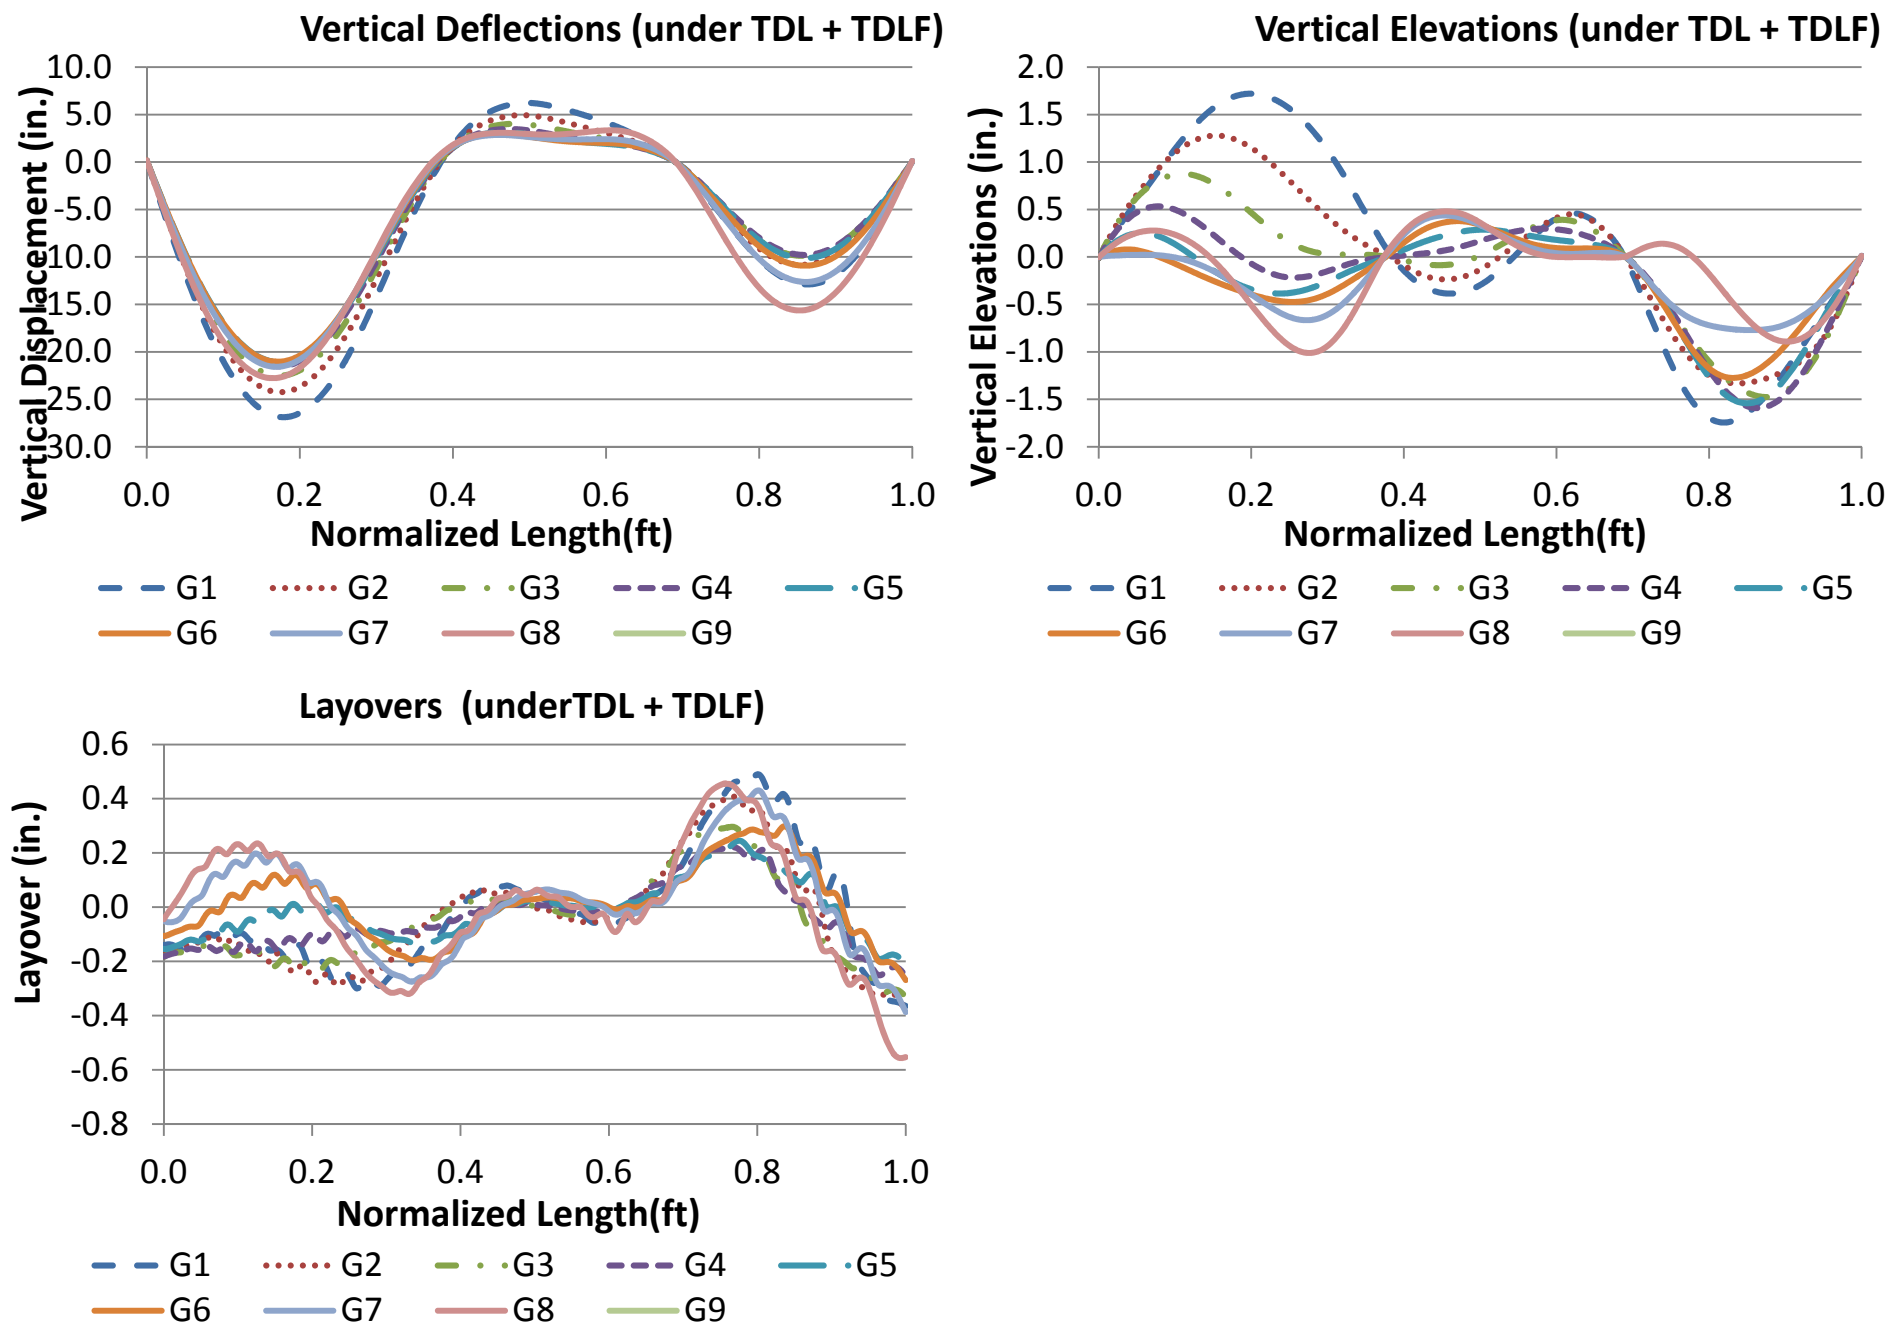 Vertical Deflections (under TDL + TDLF)
10.0
5.0
0.0
-5.0
-10.0
-15.0
-20.0
-25.0
-30.0
Vertical Displacement (in.)
0.0 0.2 0.4 0.6 0.8 1.0
Normalized Length(ft)
G1 G2 G3 G4 G5
G6 G7 G8 G9
Vertical Elevations (under TDL + TDLF)
2.0
1.5
1.0
0.5
0.0
-0.5
-1.0
-1.5
-2.0
Vertical Elevations (in.)
0.0 0.2 0.4 0.6 0.8 1.0
Normalized Length(ft)
G1 G2 G3 G4 G5
G6 G7 G8 G9
Layovers (underTDL + TDLF)
0.6
0.4
0.2
0.0
-0.2
-0.4
-0.6
-0.8
Layover (in.)
0.0 0.2 0.4 0.6 0.8 1.0
Normalized Length(ft)
G1 G2 G3 G4 G5
G6 G7 G8 G9